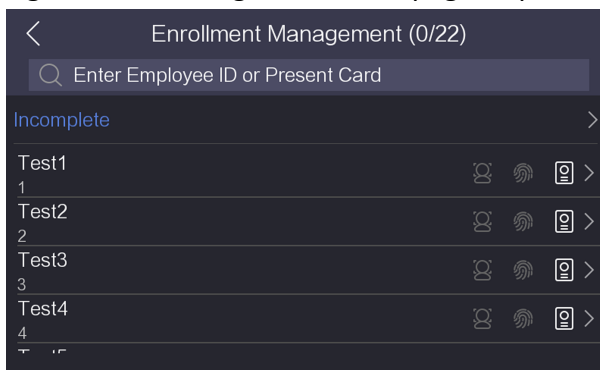 Enrollment Management (0/22)
Enter Employee ID or Present Card
Incomplete
Test1
1
Test2
2
Test3
3
Test4
4